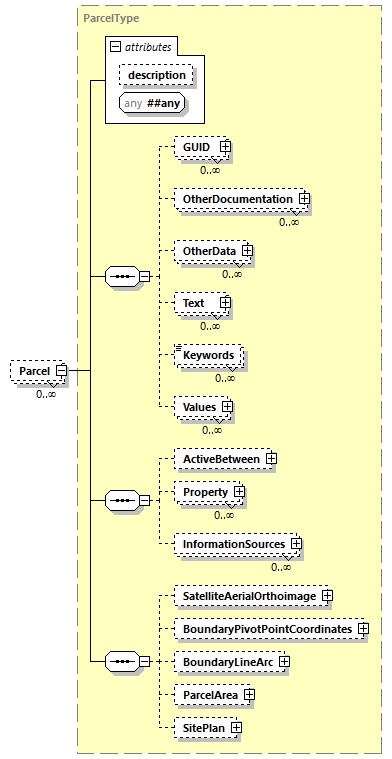 ParcelType
attributes
description
any ##any
GUID
0..∞
OtherDocumentation
0..∞
OtherData
0..∞
Text
0..∞
Keywords
0..∞
Values
0..∞
Parcel
0..∞
ActiveBetween
Property
0..∞
InformationSources
0..∞
SatelliteAerialOrthoimage
BoundaryPivotPointCoordinates
BoundaryLineArc
ParcelArea
SitePlan